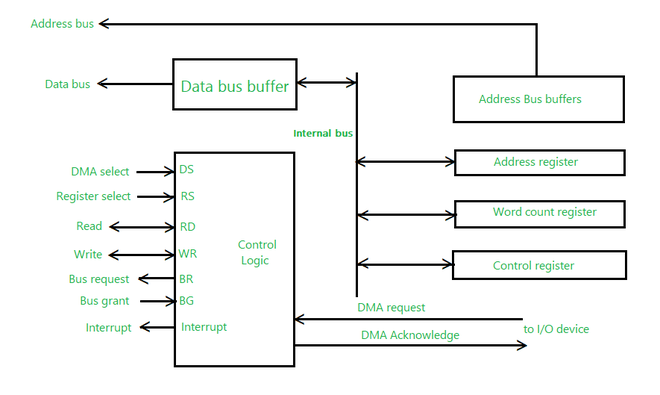 Address bus
Data bus
Data bus buffer
Address Bus buffers
Internal bus
Address register
Word count register
Control register
DMA select
DS
Register select
RS
Read
RD
Write
WR
Bus request
BR
Bus grant
BG
Interrupt
Interrupt
Control
Logic
DMA request
DMA Acknowledge
to I/O device